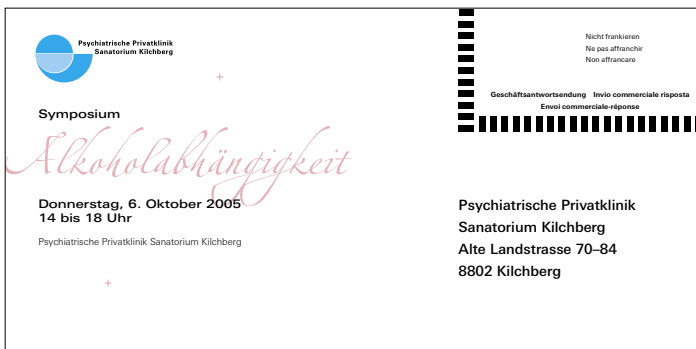 Psychiatrische Privatklinik
Sanatorium Kilchberg
Symposium
Alkoholabhängigkeit
Donnerstag, 6. Oktober 2005
14 bis 18 Uhr
Psychiatrische Privatklinik Sanatorium Kilchberg
Nicht frankieren
Ne pas affranchir
Non affrancare
Geschäftsantwortsendung Invio commerciale risposta
Envoi commerciale-réponse
Psychiatrische Privatklinik
Sanatorium Kilchberg
Alte Landstrasse 70–84
8802 Kilchberg